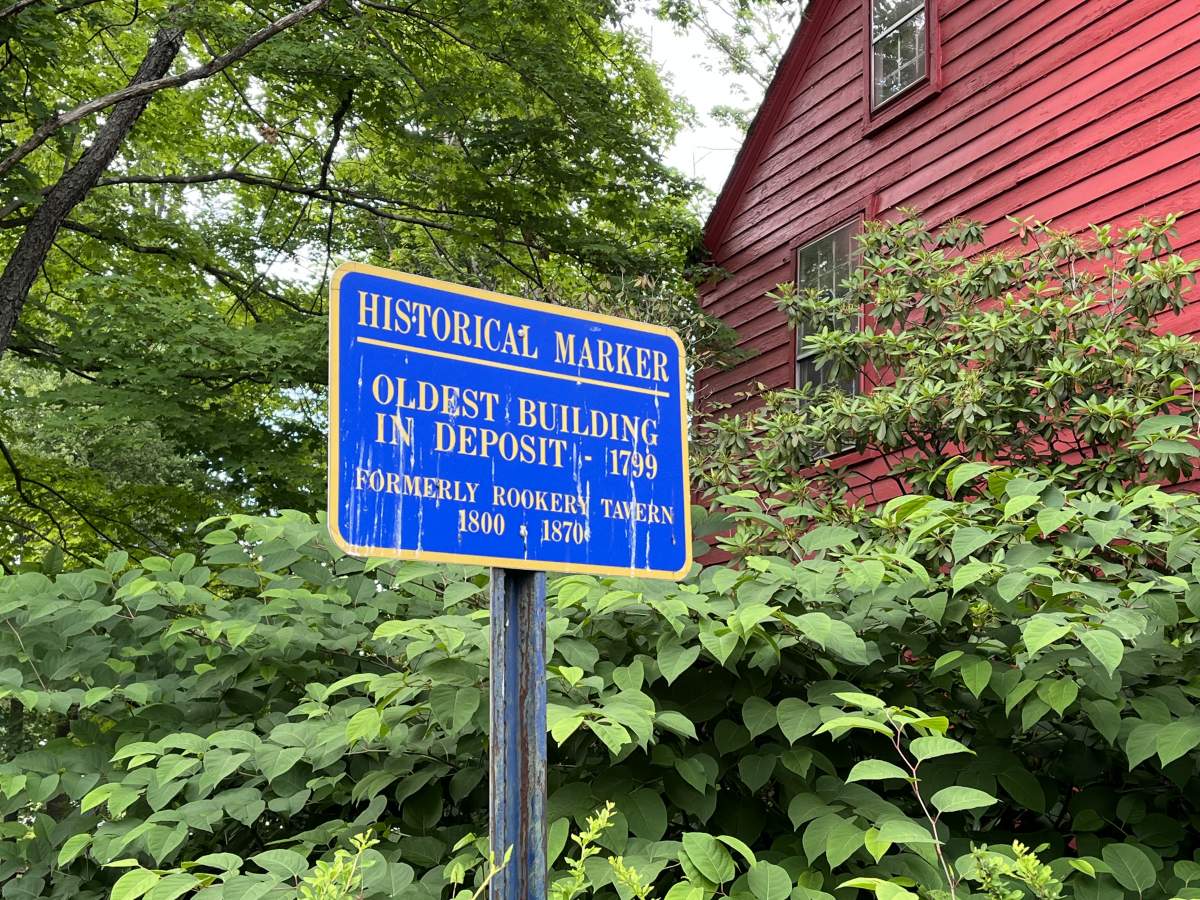 HISTORICAL MARKER
OLDEST BUILDING
IN DEPOSIT - 1799
FORMERLY ROOKERY TAVERN
1800 - 1870